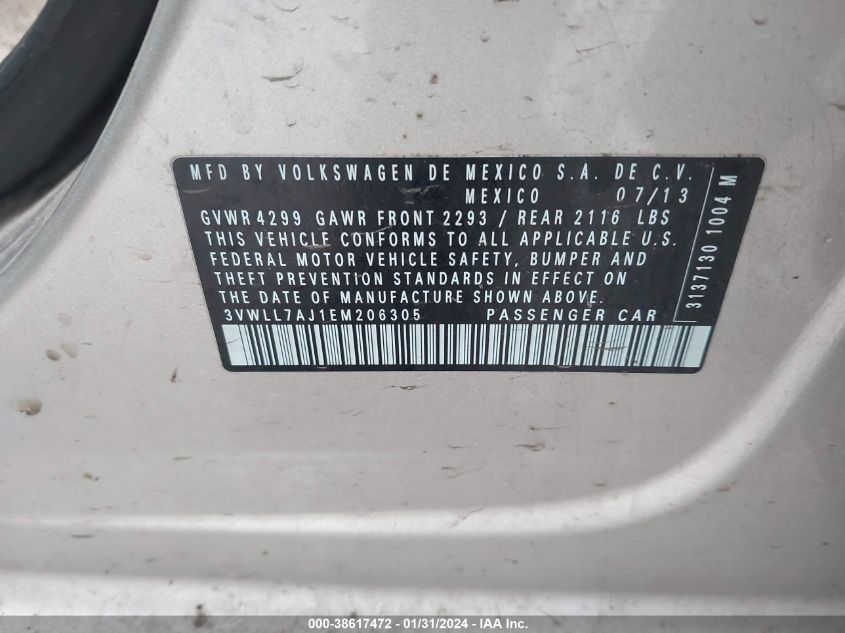 MFD BY VOLKSWAGEN DE MEXICO S.A. DE C.V.
MEXICO 07/13
GVWR 4299 GAWR FRONT 2293 / REAR 2116 LBS
THIS VEHICLE CONFORMS TO ALL APPLICABLE U.S.
FEDERAL MOTOR VEHICLE SAFETY, BUMPER AND
THEFT PREVENTION STANDARDS IN EFFECT ON
THE DATE OF MANUFACTURE SHOWN ABOVE.
3VWLL7AJ1EM206305 PASSENGER CAR
3137130 1004 M
000-38617472 - 01/31/2024 - IAA Inc.